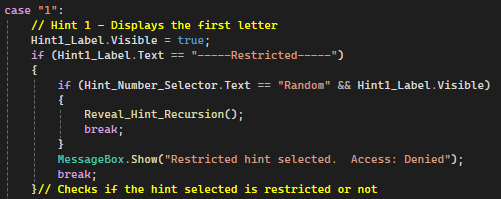 case "1":
// Hint 1 - Displays the first letter
Hint1_Label.Visible = true;
if (Hint1_Label.Text == "-----Restricted-----")
{
if (Hint_Number_Selector.Text == "Random" && Hint1_Label.Visible)
{
Reveal_Hint_Recursion();
break;
}
MessageBox.Show("Restricted hint selected.  Access: Denied");
break;
}// Checks if the hint selected is restricted or not